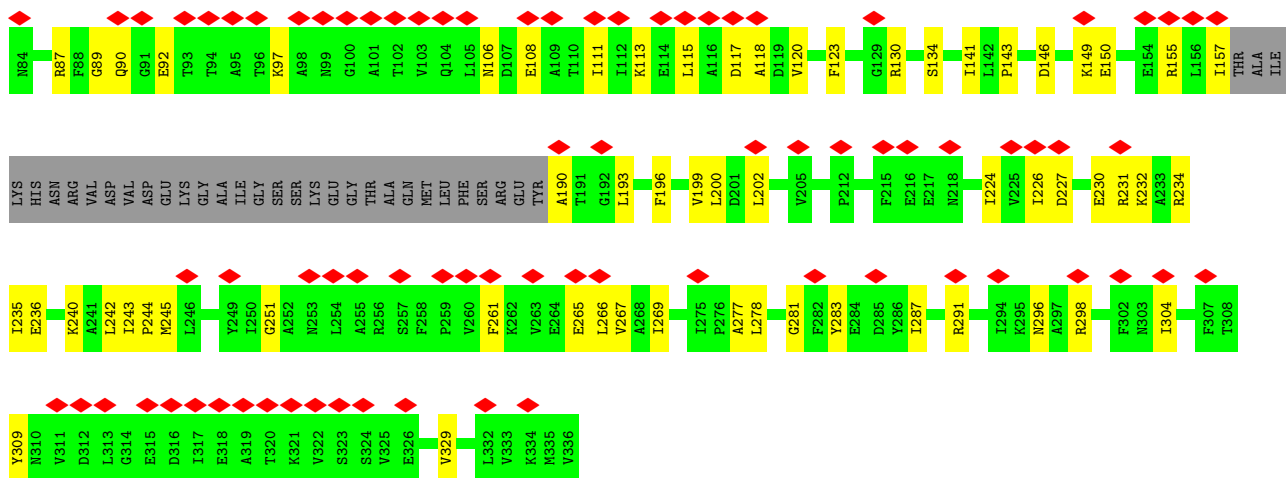 N84 R87 F88 G89 Q90 G91 E92 T93 T94 A95 T96 K97 A98 N99 G100 A101 T102 V103 Q104 L105 N106 D107 E108 A109 T110 I111 I112 K113 E114 L115 A116 D117 A118 D119 V120 F123 G129 R130 S134 I141 L142 P143 D146 K149 E150 E154 R155 L156 I157 THR ALA ILE
LYS HIS ASN ARG VAL ASP VAL ASP GLU LYS GLY ALA ILE GLY SER SER LYS GLU GLY THR ALA GLN MET LEU PHE SER ARG GLU TYR A190 T191 G192 L193 F196 V199 L200 D201 L202 V205 P212 F215 E216 E217 N218 I224 V225 I226 D227 E230 R231 K232 A233 R234
I235 E236 K240 A241 L242 I243 P244 M245 L246 Y249 I250 G251 A252 N253 L254 A255 R256 S257 F258 P259 V260 F261 K262 V263 E264 E265 L266 V267 A268 I269 I275 P276 A277 L278 G281 F282 Y283 E284 D285 Y286 I287 R291 I294 K295 N296 A297 R298 F302 N303 I304 F307 T308
Y309 N310 V311 D312 L313 G314 E315 D316 I317 E318 A319 T320 K321 V322 S323 S324 V325 E326 V329 L332 V333 K334 M335 V336